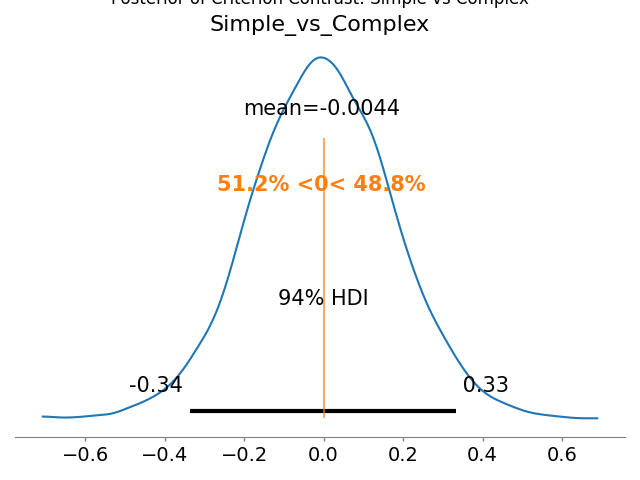 Posterior of Criterion Contrast: Simple vs Complex
Simple_vs_Complex
mean=-0.0044
51.2% <0< 48.8%
94% HDI
-0.34 0.33
−0.6 −0.4 −0.2 0.0 0.2 0.4 0.6